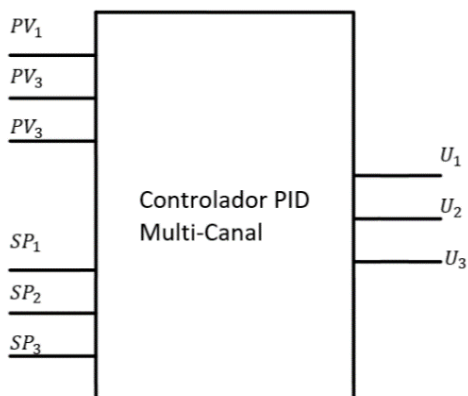 PV₁
PV₃
PV₃
SP₁
SP₂
SP₃
Controlador PID
Multi-Canal
U₁
U₂
U₃